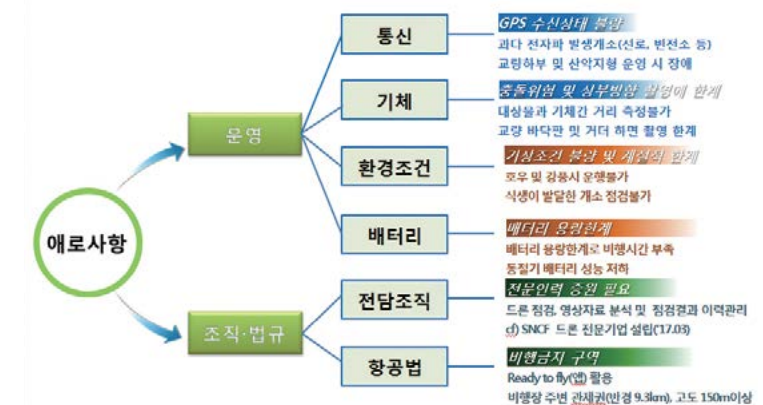 애로사항
운영
조직·법규
통신
GPS 수신상태 불량
과다 전자파 발생개소(선로, 변전소 등)
교량하부 및 산악지형 운영 시 장애
기체
충돌위험 및 상부방향 촬영에 한계
대상물과 기체간 거리 측정불가
교량 바닥판 및 거더 하면 촬영 한계
환경조건
기상조건 불량 및 계절적 한계
호우 및 강풍시 운행불가
식생이 발달한 개소 점검불가
배터리
배터리 용량한계
배터리 용량한계로 비행시간 부족
동절기 배터리 성능 저하
전담조직
전문인력 증원 필요
드론 점검, 영상자료 분석 및 점검결과 이력관리
cf) SNCF 드론 전문기업 설립('17.03)
항공법
비행금지 구역
Ready to fly(앱) 활용
비행장 주변 관제권(반경 9.3km), 고도 150m이상